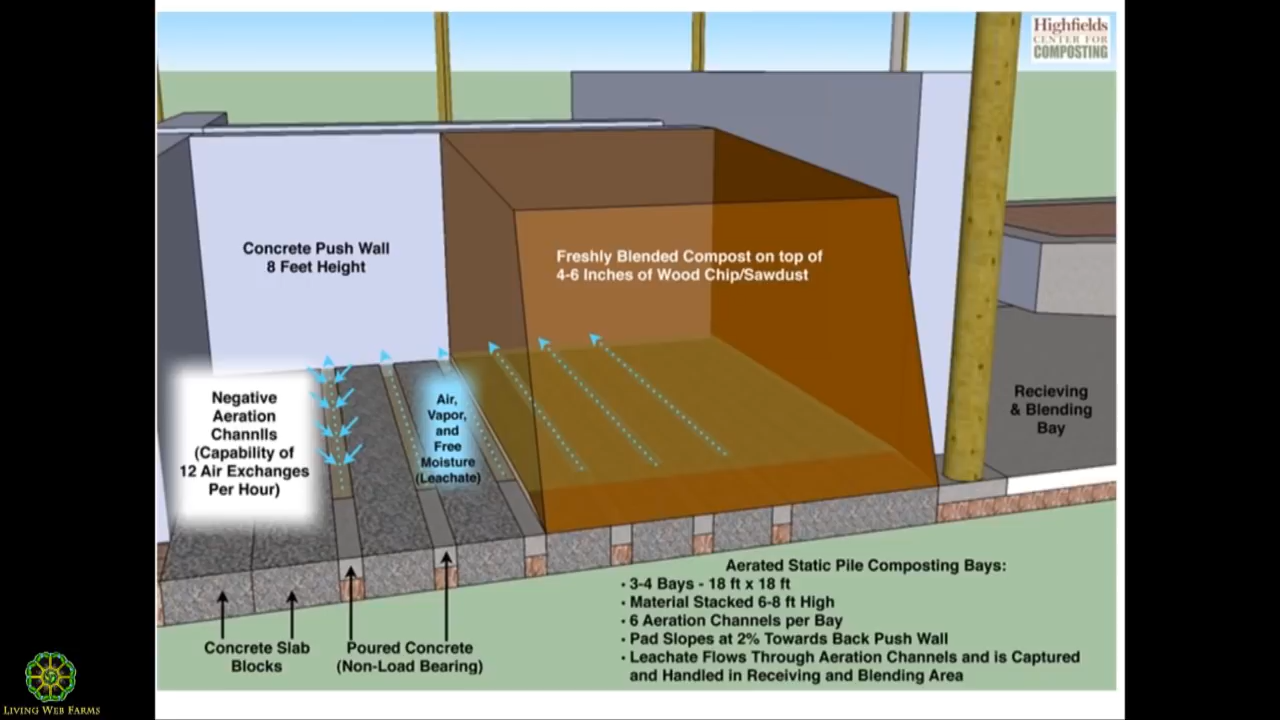 Highfields
CENTER FOR
COMPOSTING
Concrete Push Wall
8 Feet Height
Freshly Blended Compost on top of
4-6 Inches of Wood Chip/Sawdust
Negative
Aeration
Channlls
(Capability of
12 Air Exchanges
Per Hour)
Air,
Vapor,
and
Free
Moisture
(Leachate)
Recieving
& Blending
Bay
Concrete Slab
Blocks
Poured Concrete
(Non-Load Bearing)
Aerated Static Pile Composting Bays:
• 3-4 Bays - 18 ft x 18 ft
• Material Stacked 6-8 ft High
• 6 Aeration Channels per Bay
• Pad Slopes at 2% Towards Back Push Wall
• Leachate Flows Through Aeration Channels and is Captured
and Handled in Receiving and Blending Area
LIVING WEB FARMS